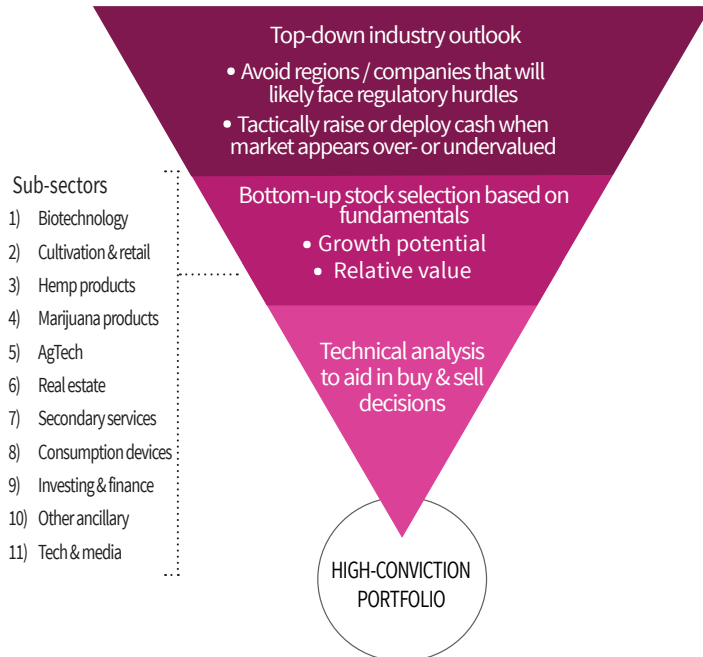 Top-down industry outlook
• Avoid regions / companies that will
likely face regulatory hurdles
• Tactically raise or deploy cash when
market appears over- or undervalued
Sub-sectors
1) Biotechnology
2) Cultivation & retail
3) Hemp products
4) Marijuana products
5) AgTech
6) Real estate
7) Secondary services
8) Consumption devices
9) Investing & finance
10) Other ancillary
11) Tech & media
Bottom-up stock selection based on
fundamentals
• Growth potential
• Relative value
Technical analysis
to aid in buy & sell
decisions
HIGH-CONVICTION
PORTFOLIO